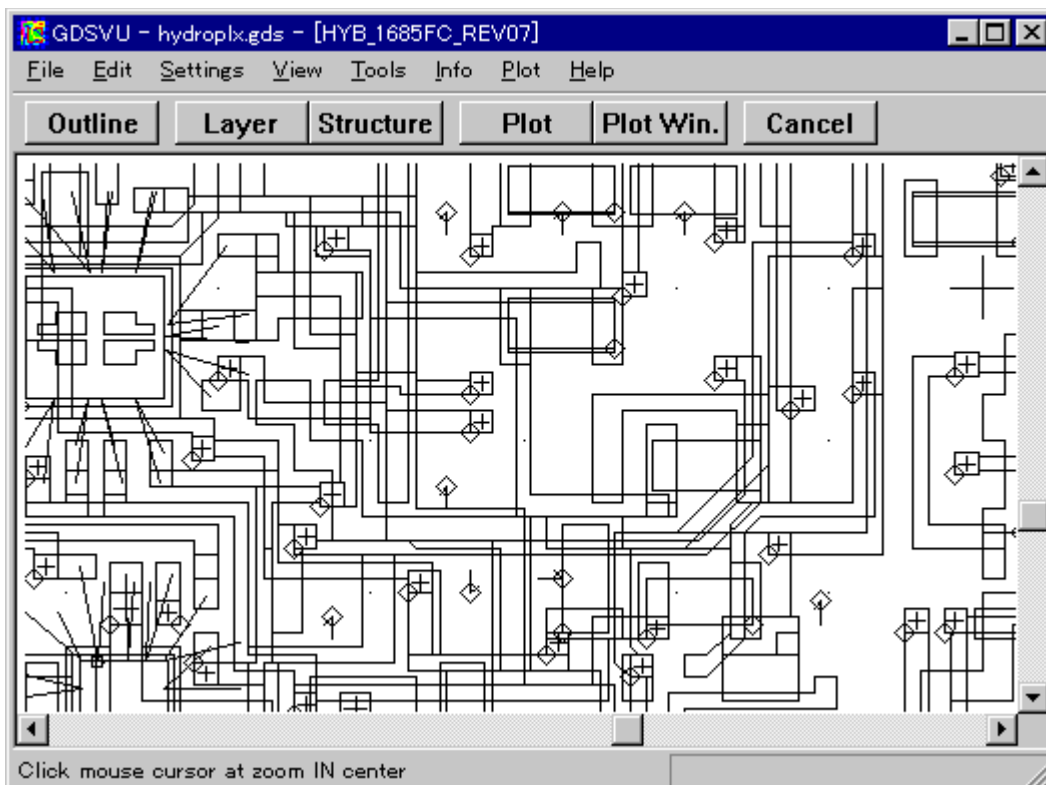 GDSVU - hydroplx.gds - [HYB_1685FC_REV07]
File Edit Settings View Tools Info Plot Help
Outline Layer Structure Plot Plot Win. Cancel
Click mouse cursor at zoom IN center